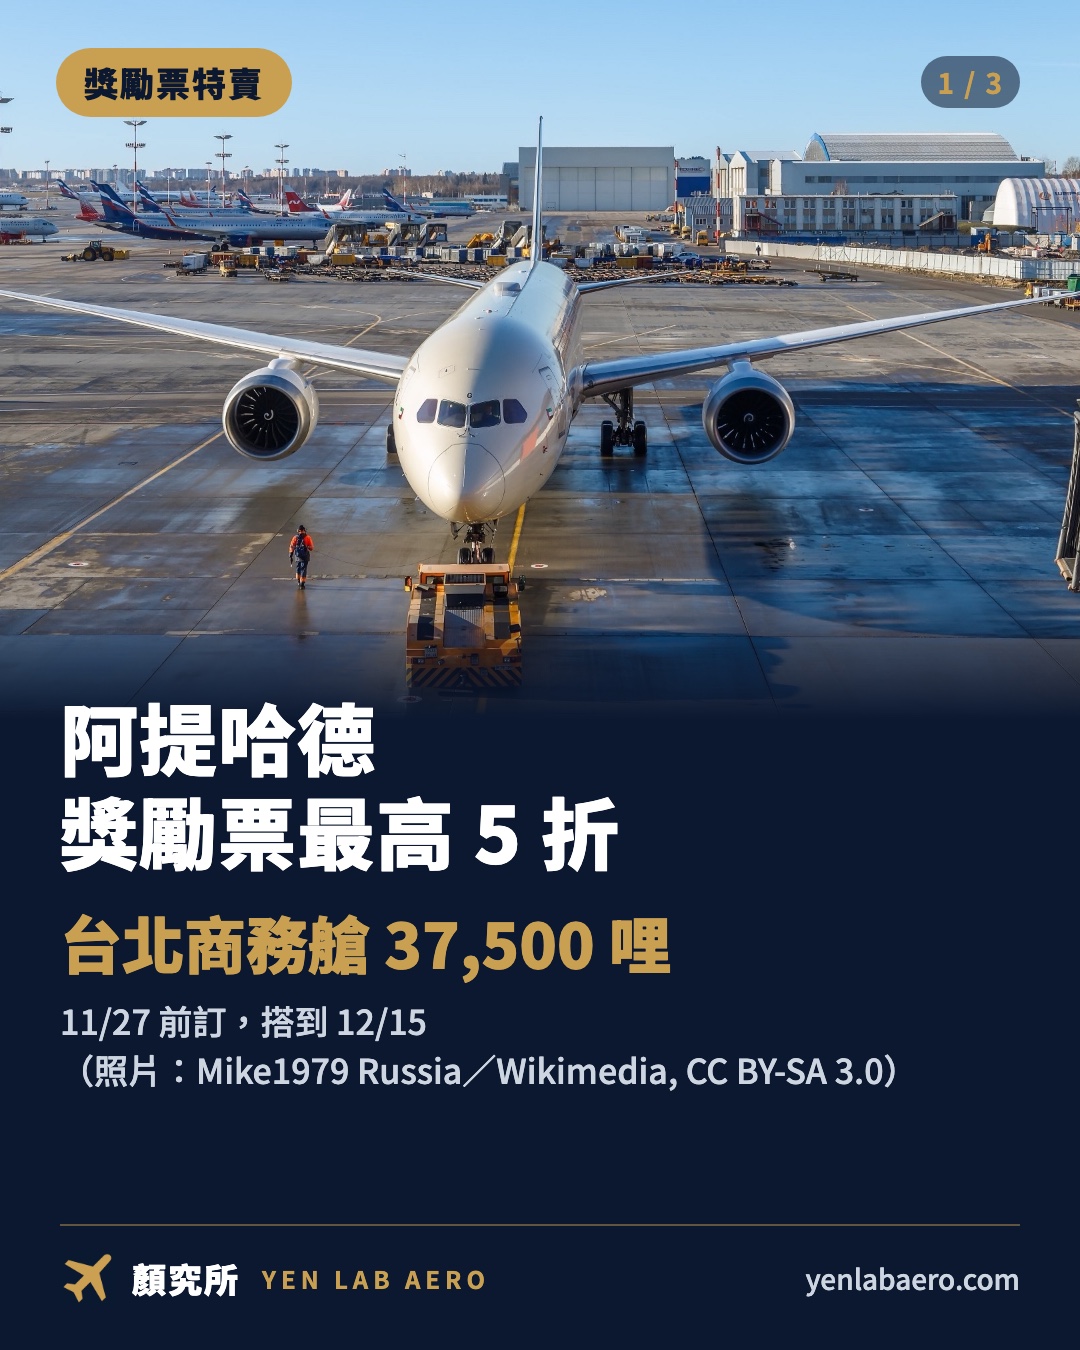 獎勵票特賣
1 / 3
阿提哈德
獎勵票最高 5 折
台北商務艙 37,500 哩
11/27 前訂，搭到 12/15
（照片：Mike1979 Russia／Wikimedia, CC BY-SA 3.0）
顏究所 YEN LAB AERO
yenlabaero.com